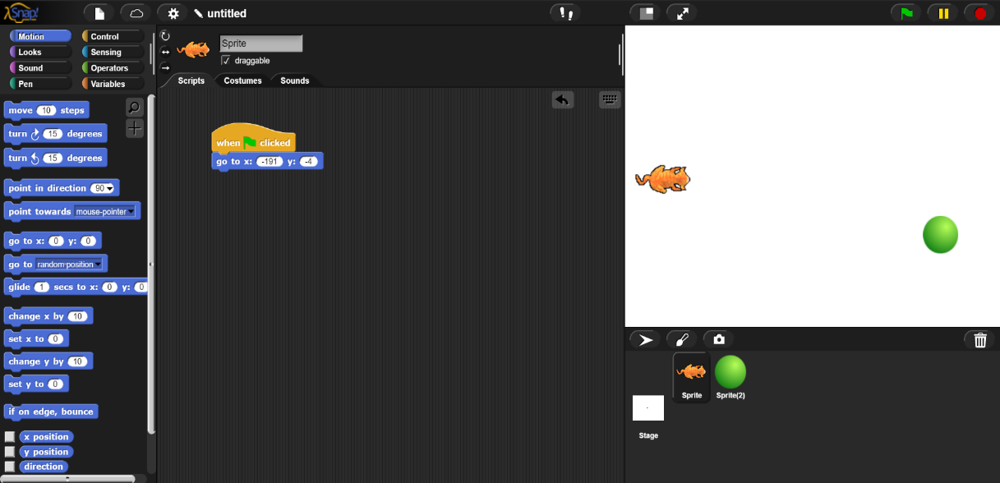 Snap!
untitled
Motion
Control
Looks
Sensing
Sound
Operators
Pen
Variables
Sprite
draggable
Scripts Costumes Sounds
move 10 steps
turn 15 degrees
turn 15 degrees
point in direction 90
point towards mouse-pointer
go to x: 0 y: 0
go to random position
glide 1 secs to x: 0 y: 0
change x by 10
set x to 0
change y by 10
set y to 0
if on edge, bounce
x position
y position
direction
when clicked
go to x: -191 y: -4
Sprite
Sprite(2)
Stage